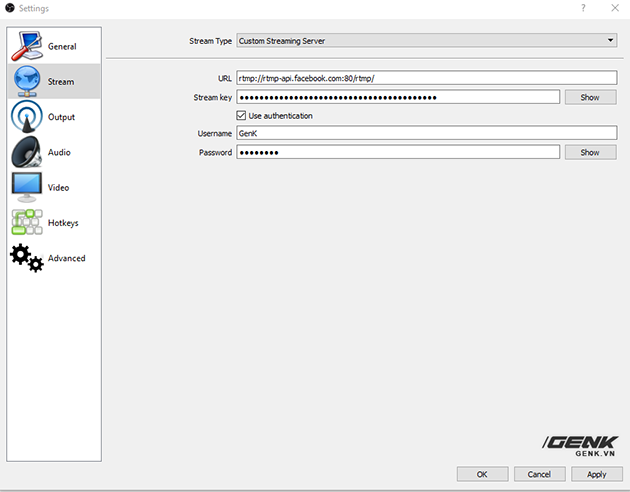 Settings
? ×
General
Stream
Output
Audio
Video
Hotkeys
Advanced
Stream Type Custom Streaming Server
URL rtmp://rtmp-api.facebook.com:80/rtmp/
Stream key ●●●●●●●●●●●●●●●●●●●●●●●●●●●●●●●●●●●●●●●● Show
Use authentication
Username GenK
Password ●●●●●●●● Show
GENK
GENK.VN
OK Cancel Apply